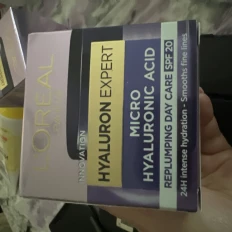 L'ORÉAL
INNOVATION
HYALURON EXPERT
MICRO
HYALURONIC ACID
REPLUMPING DAY CARE SPF 20
24H intense hydration - Smooths fine lines